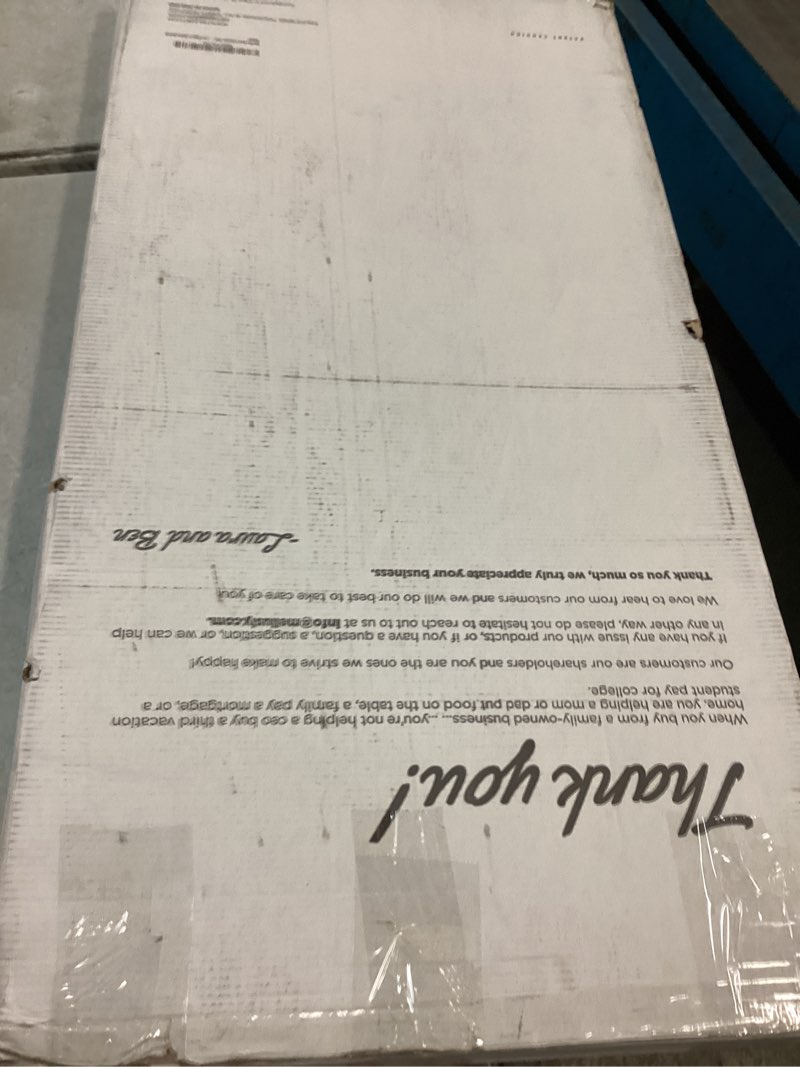 Thank you!
When you buy from a family-owned business... ...you're not helping a ceo buy a third vacation
home, you are helping a mom or dad put food on the table, a family pay a mortgage, or a
student pay for college.
Our customers are our shareholders and you are the ones we strive to make happy!
If you have any issue with our products, or if you have a question, a suggestion, or we can help
in any other way, please do not hesitate to reach out to us at
We love to hear from our customers and we will do our best to take care of you!
Thank you so much, we truly appreciate your business.
-Laura and Ben